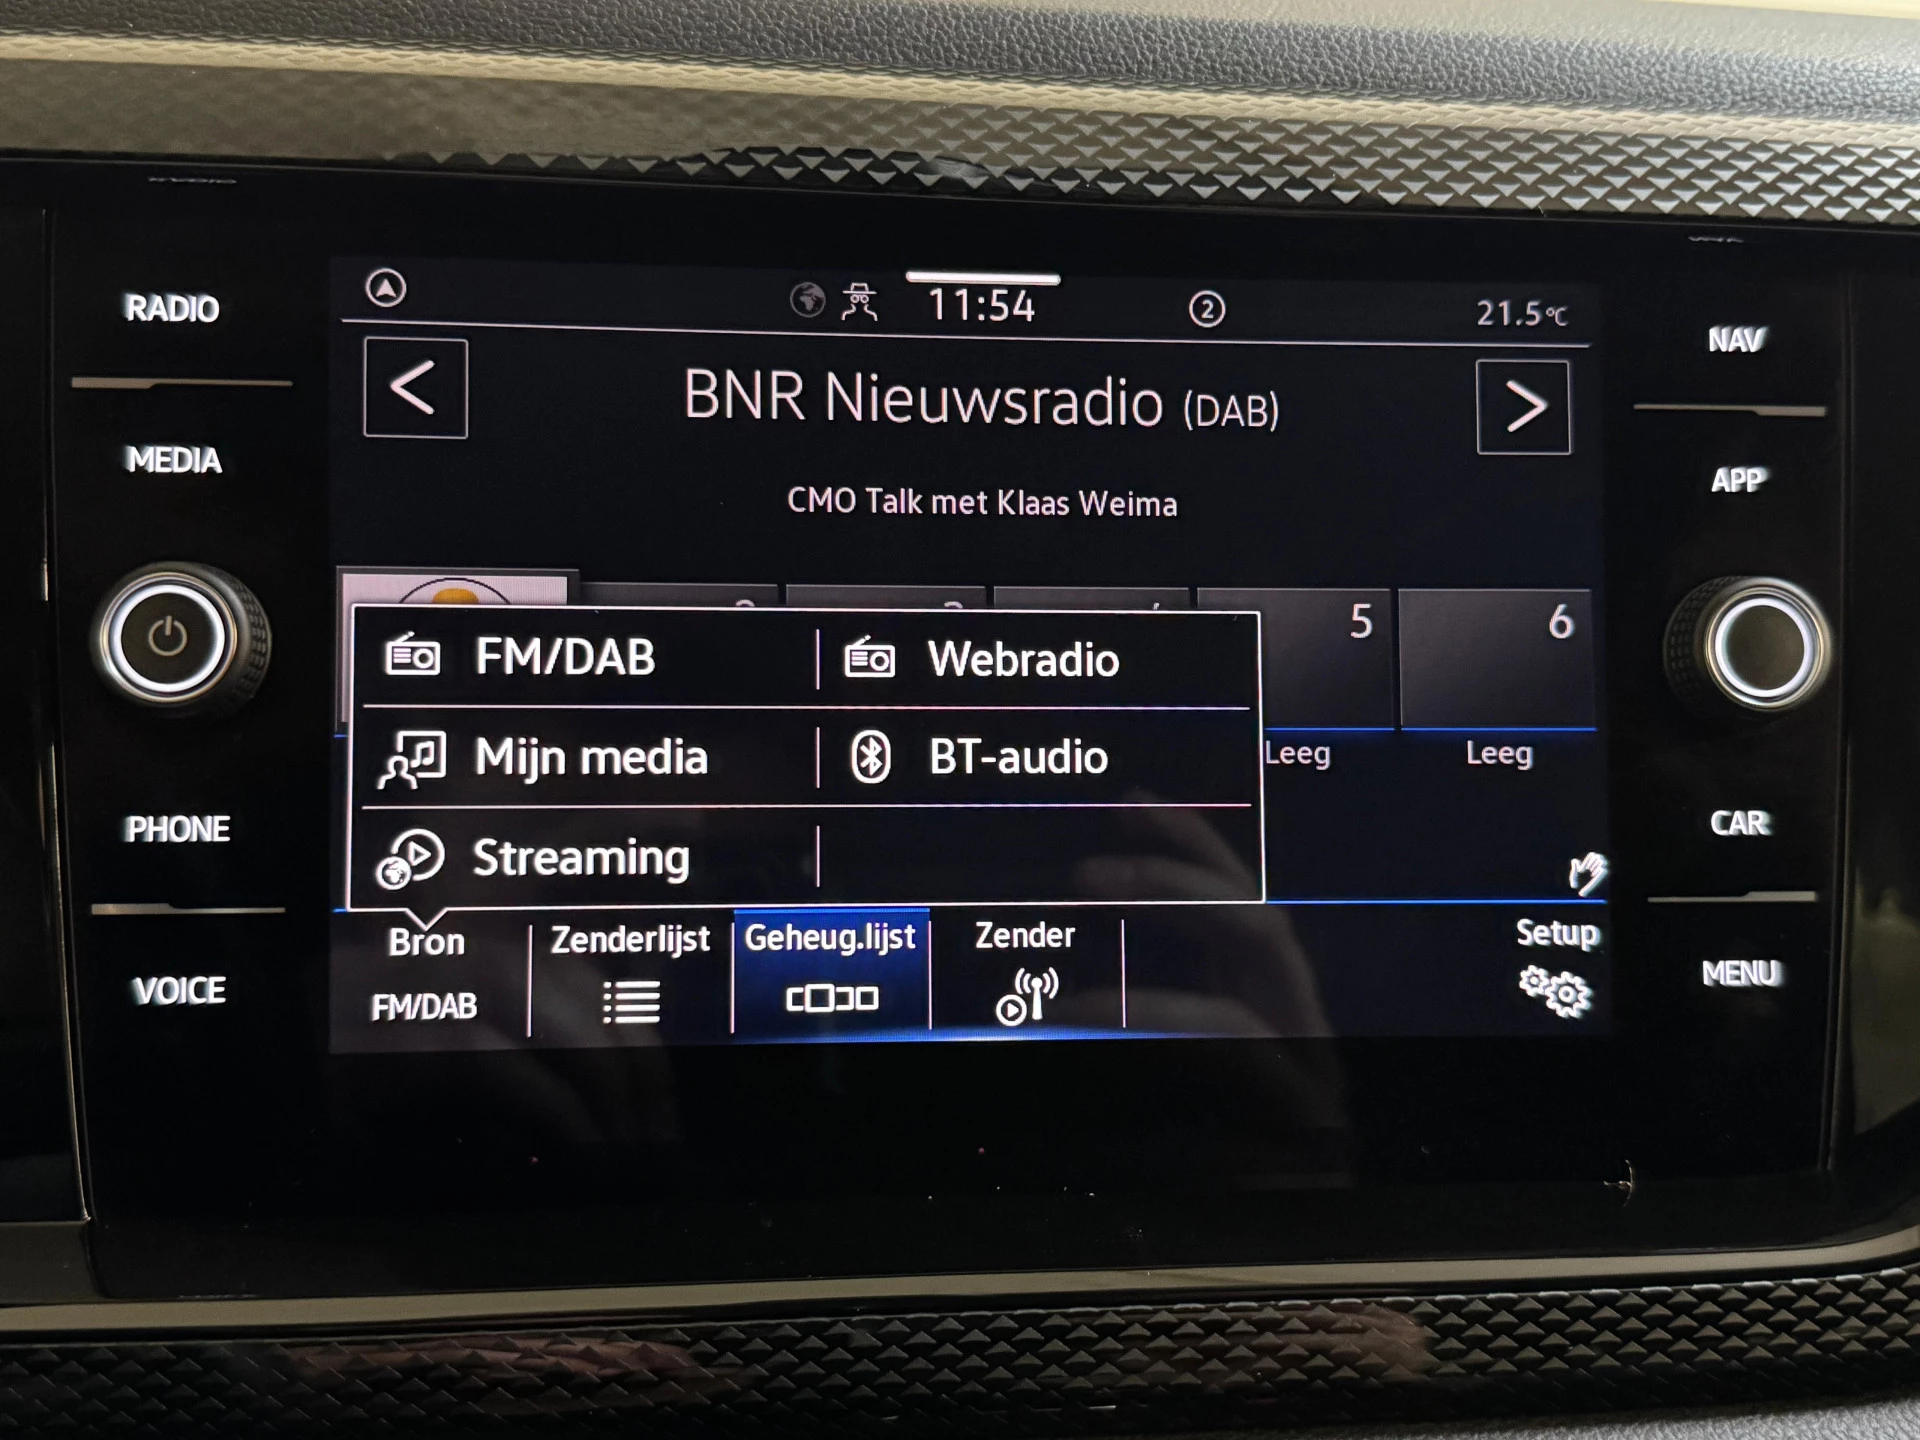 RADIO
MEDIA
PHONE
VOICE
11:54
2
21.5°C
BNR Nieuwsradio (DAB)
CMO Talk met Klaas Weima
5
6
FM/DAB
Webradio
Mijn media
BT-audio
Streaming
Leeg
Leeg
Bron
FM/DAB
Zenderlijst
Geheug.lijst
Zender
Setup
NAV
APP
CAR
MENU